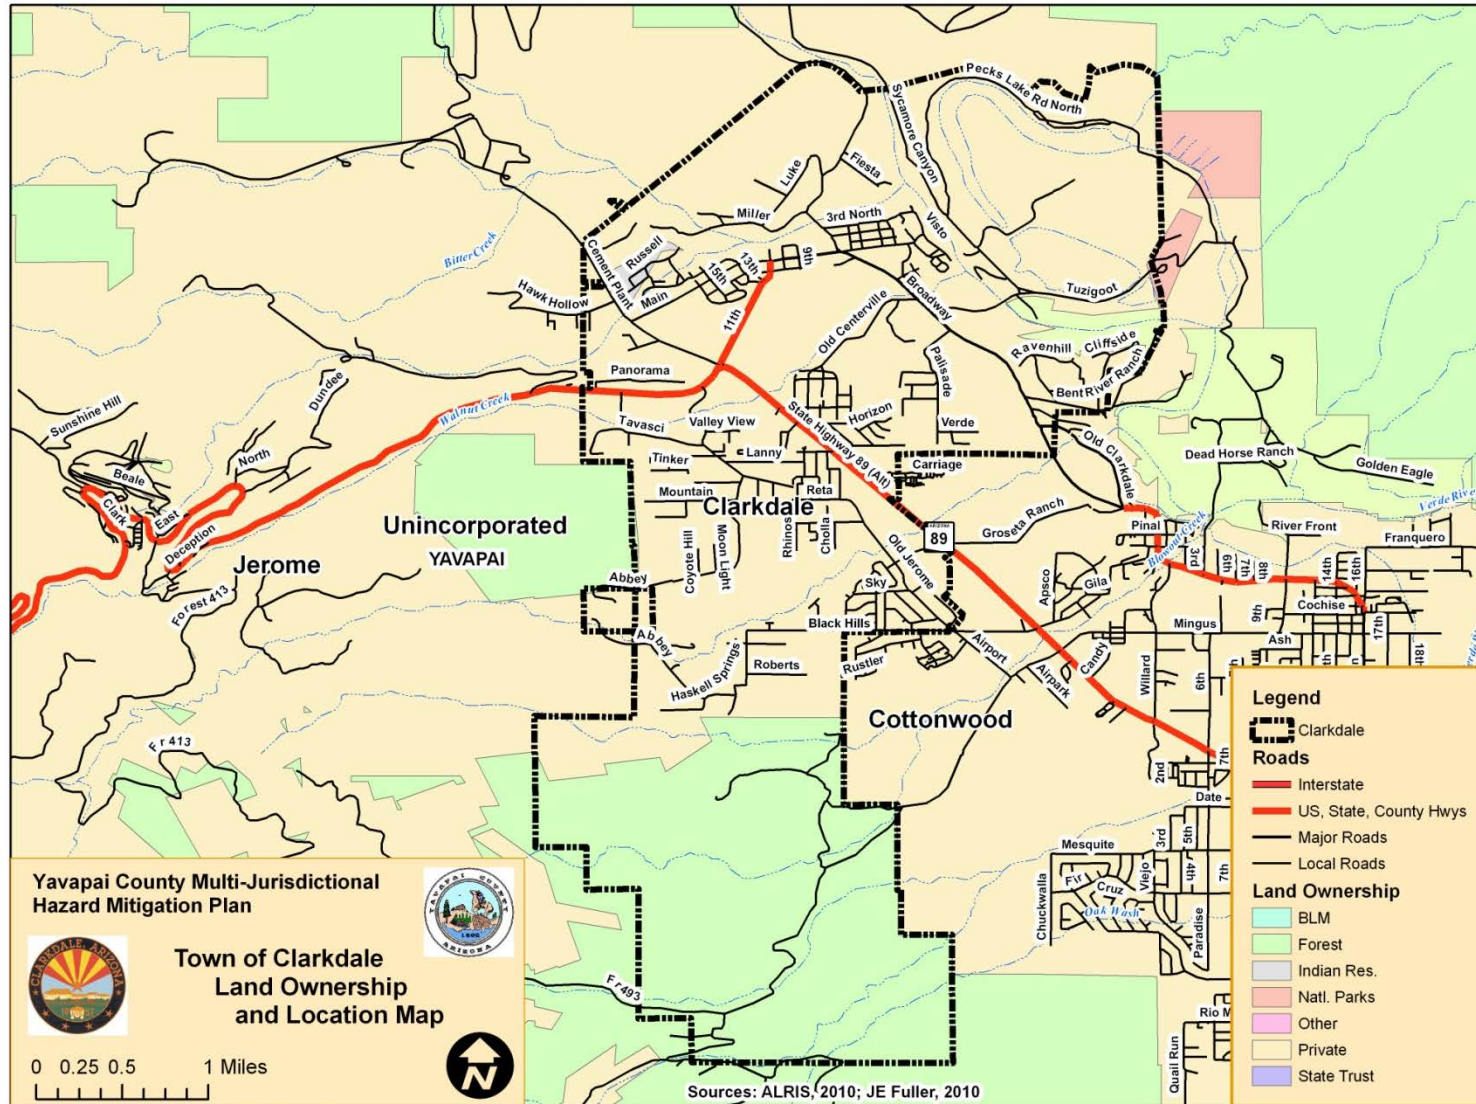 Pecks Lake Rd North
Sycamore Canyon
Luke
Fiesta
Miller
3rd North
Visto
Bitter Creek
Cement Plant
Russell
13th
15th
9th
Hawk Hollow
Main
Tuzigoot
Broadway
11th
Old Centerville
Ravenhill
Cliffside
Palisade
Bent River Ranch
Panorama
Dundee
Walnut Creek
Sunshine Hill
Tavasci
Valley View
State Highway 89 (Alt)
Horizon
Verde
Old Clarkdale
North
Tinker
Lanny
Carriage
Dead Horse Ranch
Golden Eagle
Beale
Mountain
Reta
Clark
East
Unincorporated
YAVAPAI
Clarkdale
Rhinos
Cholla
Groseta Ranch
Verde River
ARIZONA
89
Pinal
Blowout Creek
River Front
Franquero
Deception
Jerome
Coyote Hill
Moon Light
Old Jerome
3rd
6th
7th
8th
14th
16th
Forest 413
Abbey
Sky
Apsco
Gila
Cochise
17th
Abbey
Black Hills
Mingus
Ash
Airport
Candy
Willard
6th
18th
Haskell Springs
Roberts
Rustler
Airpark
Cottonwood
Fr 413
2nd
7th
Date
3rd
5th
Mesquite
Fir
Cruz
Viejo
4th
7th
Chuckwalla
Oak Wash
Paradise
Fr 493
Rio M
Quail Run
Legend
Clarkdale
Roads
Interstate
US, State, County Hwys
Major Roads
Local Roads
Land Ownership
BLM
Forest
Indian Res.
Natl. Parks
Other
Private
State Trust
Yavapai County Multi-Jurisdictional
Hazard Mitigation Plan
YAVAPAI COUNTY
ARIZONA
CLARKDALE, ARIZONA
Town of Clarkdale
Land Ownership
and Location Map
0 0.25 0.5 1 Miles
N
Sources: ALRIS, 2010; JE Fuller, 2010